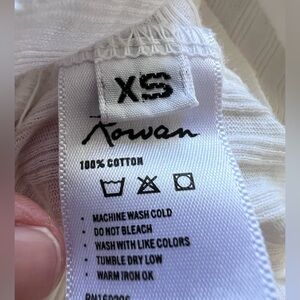 XS
Rowan
100% COTTON
• MACHINE WASH COLD
• DO NOT BLEACH
• WASH WITH LIKE COLORS
• TUMBLE DRY LOW
• WARM IRON OK